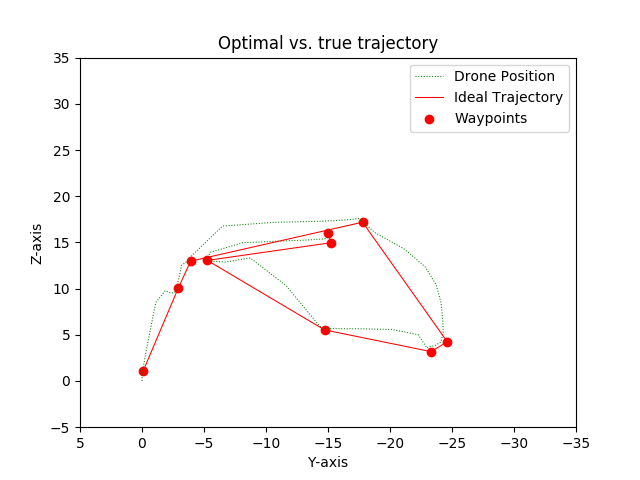 Optimal vs. true trajectory
Drone Position
Ideal Trajectory
Waypoints
Z-axis
35
30
25
20
15
10
5
0
−5
5 0 −5 −10 −15 −20 −25 −30 −35
Y-axis